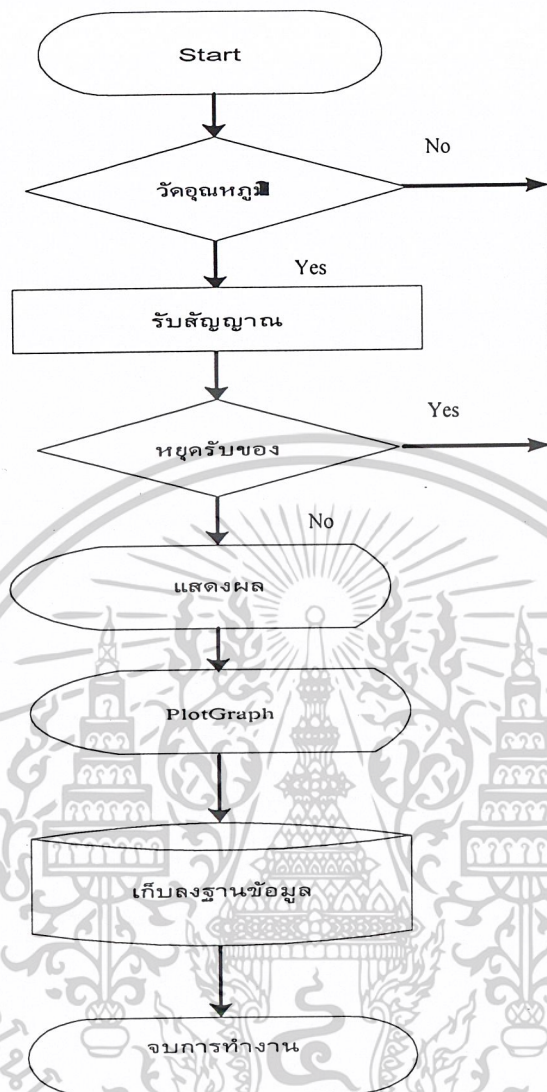 Start
No
วัดอุณหภูมิ
Yes
รับสัญญาณ
Yes
หยุดรับของ
No
แสดงผล
PlotGraph
เก็บลงฐานข้อมูล
จบการทำงาน